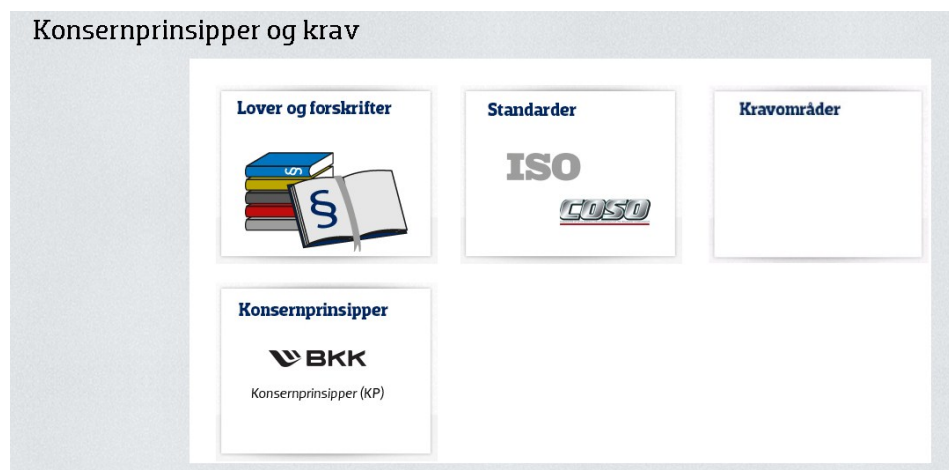 Konsernprinsipper og krav
Lover og forskrifter
Standarder
Kravområder
§
§
ISO
COSO
Konsernprinsipper
BKK
Konsernprinsipper (KP)